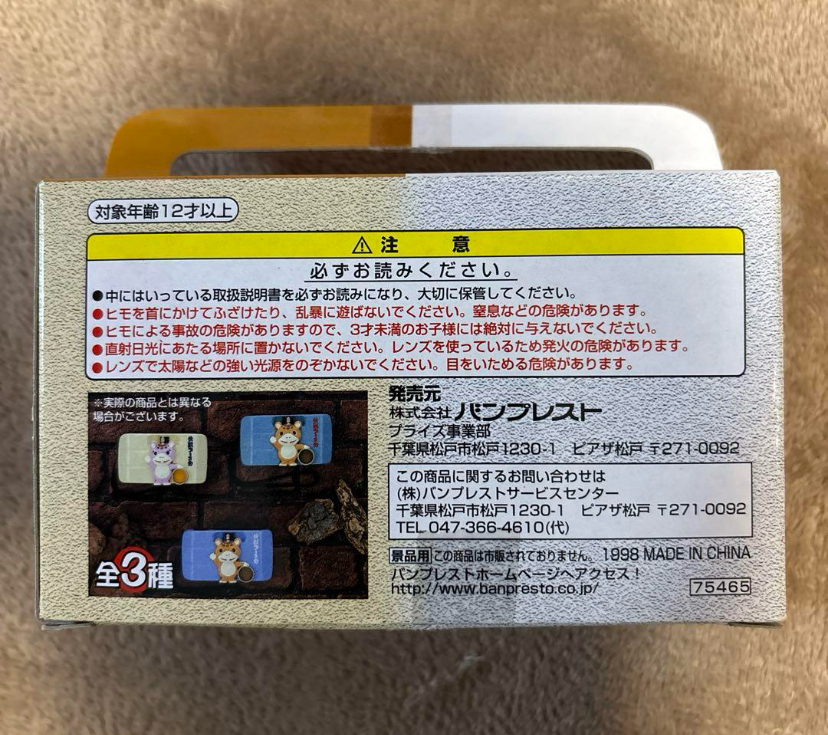 対象年齢12才以上
⚠注 意
必ずお読みください。
●中にはいっている取扱説明書を必ずお読みになり、大切に保管してください。
●ヒモを首にかけてふざけたり、乱暴に遊ばないでください。窒息などの危険があります。
●ヒモによる事故の危険がありますので、3才未満のお子様には絶対に与えないでください。
●直射日光にあたる場所に置かないでください。レンズを使っているため発火の危険があります。
●レンズで太陽などの強い光源をのぞかないでください。目をいためる危険があります。
※実際の商品とは異なる
場合がございます。
全3種
発売元
株式会社バンプレスト
プライズ事業部
千葉県松戸市松戸1230-1 ピアザ松戸 〒271-0092
この商品に関するお問い合わせは
(株)バンプレストサービスセンター
千葉県松戸市松戸1230-1 ピアザ松戸 〒271-0092
TEL 047-366-4610(代)
景品用 この商品は市販されておりません。 1998 MADE IN CHINA
バンプレストホームページへアクセス!
http://www.banpresto.co.jp/
75465